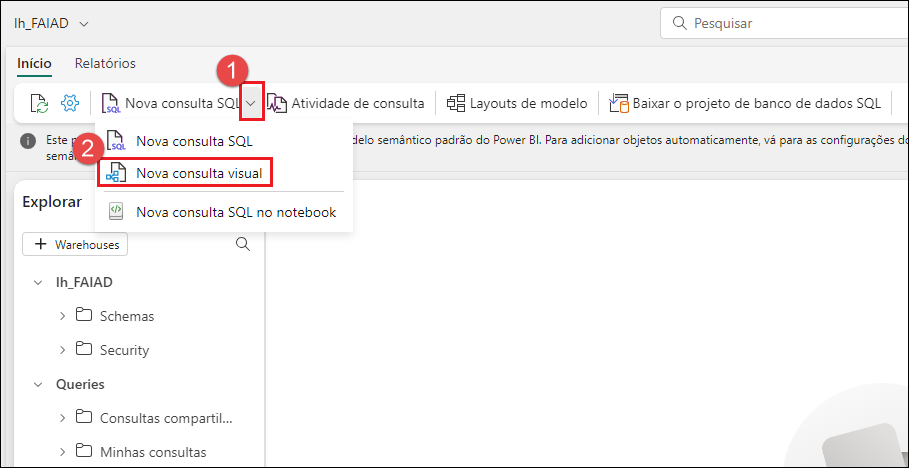 lh_FAIAD
Pesquisar
Início Relatórios
1
Nova consulta SQL Atividade de consulta Layouts de modelo Baixar o projeto de banco de dados SQL
Este p delo semântico padrão do Power BI. Para adicionar objetos automaticamente, vá para as configurações do
semâ
2
Nova consulta SQL
Nova consulta visual
Nova consulta SQL no notebook
Explorar
+ Warehouses
lh_FAIAD
Schemas
Security
Queries
Consultas compartil...
Minhas consultas